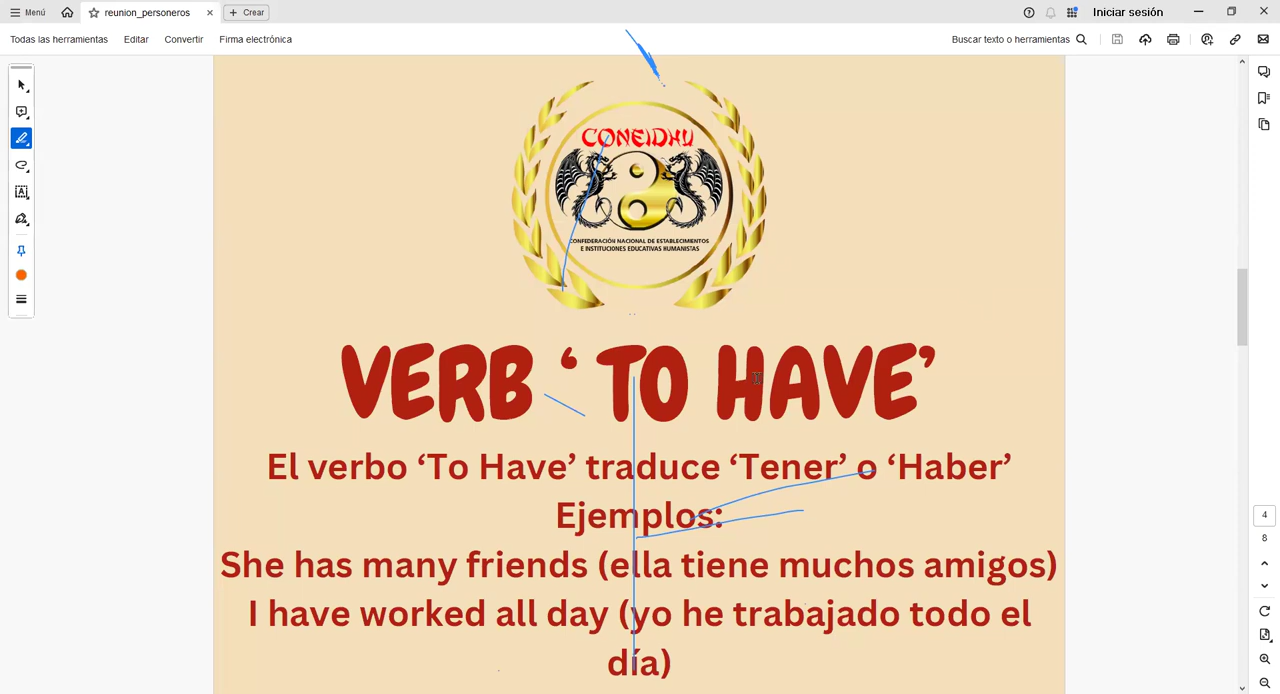 Menú
reunion_personeros
Crear
Iniciar sesión
Todas las herramientas
Editar
Convertir
Firma electrónica
Buscar texto o herramientas
CONEIDHU
CONFEDERACIÓN NACIONAL DE ESTABLECIMIENTOS
E INSTITUCIONES EDUCATIVAS HUMANISTAS
VERB ‘ TO HAVE’
El verbo ‘To Have’ traduce ‘Tener’ o ‘Haber’
Ejemplos:
She has many friends (ella tiene muchos amigos)
I have worked all day (yo he trabajado todo el
día)
4
8